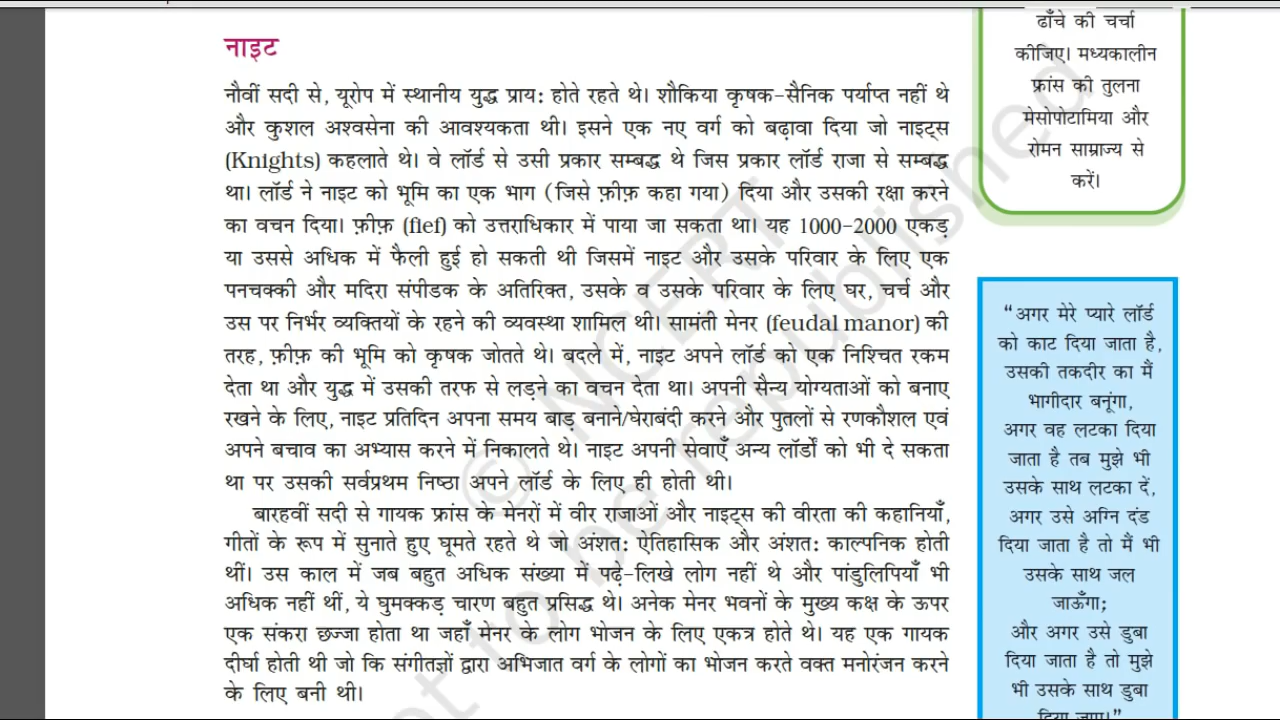 नाइट
नौवीं सदी से, यूरोप में स्थानीय युद्ध प्राय: होते रहते थे। शौकिया कृषक-सैनिक पर्याप्त नहीं थे
और कुशल अश्वसेना की आवश्यकता थी। इसने एक नए वर्ग को बढ़ावा दिया जो नाइट्स
(Knights) कहलाते थे। वे लॉर्ड से उसी प्रकार सम्बद्ध थे जिस प्रकार लॉर्ड राजा से सम्बद्ध
था। लॉर्ड ने नाइट को भूमि का एक भाग (जिसे फ़ीफ़ कहा गया) दिया और उसकी रक्षा करने
का वचन दिया। फ़ीफ़ (fief) को उत्तराधिकार में पाया जा सकता था। यह 1000-2000 एकड़
या उससे अधिक में फैली हुई हो सकती थी जिसमें नाइट और उसके परिवार के लिए एक
पनचक्की और मदिरा संपीडक के अतिरिक्त, उसके व उसके परिवार के लिए घर, चर्च और
उस पर निर्भर व्यक्तियों के रहने की व्यवस्था शामिल थी। सामंती मेनर (feudal manor) की
तरह, फ़ीफ़ की भूमि को कृषक जोतते थे। बदले में, नाइट अपने लॉर्ड को एक निश्चित रकम
देता था और युद्ध में उसकी तरफ से लड़ने का वचन देता था। अपनी सैन्य योग्यताओं को बनाए
रखने के लिए, नाइट प्रतिदिन अपना समय बाड़ बनाने/घेराबंदी करने और पुतलों से रणकौशल एवं
अपने बचाव का अभ्यास करने में निकालते थे। नाइट अपनी सेवाएँ अन्य लॉर्डों को भी दे सकता
था पर उसकी सर्वप्रथम निष्ठा अपने लॉर्ड के लिए ही होती थी।
बारहवीं सदी से गायक फ्रांस के मेनरों में वीर राजाओं और नाइट्स की वीरता की कहानियाँ,
गीतों के रूप में सुनाते हुए घूमते रहते थे जो अंशत: ऐतिहासिक और अंशत: काल्पनिक होती
थीं। उस काल में जब बहुत अधिक संख्या में पढ़े-लिखे लोग नहीं थे और पांडुलिपियाँ भी
अधिक नहीं थीं, ये घुमक्कड़ चारण बहुत प्रसिद्ध थे। अनेक मेनर भवनों के मुख्य कक्ष के ऊपर
एक संकरा छज्जा होता था जहाँ मेनर के लोग भोजन के लिए एकत्र होते थे। यह एक गायक
दीर्घा होती थी जो कि संगीतज्ञों द्वारा अभिजात वर्ग के लोगों का भोजन करते वक्त मनोरंजन करने
के लिए बनी थी।
ढाँचे की चर्चा
कीजिए। मध्यकालीन
फ्रांस की तुलना
मेसोपोटामिया और
रोमन साम्राज्य से
करें।
“अगर मेरे प्यारे लॉर्ड
को काट दिया जाता है,
उसकी तकदीर का मैं
भागीदार बनूंगा,
अगर वह लटका दिया
जाता है तब मुझे भी
उसके साथ लटका दें,
अगर उसे अग्नि दंड
दिया जाता है तो मैं भी
उसके साथ जल
जाऊँगा;
और अगर उसे डुबा
दिया जाता है तो मुझे
भी उसके साथ डुबा
दिया जाए।”
© NCERT
not to be republished